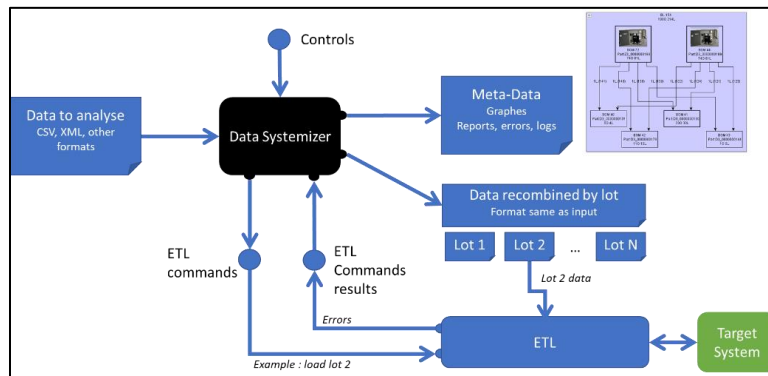 Controls
Data to analyse
CSV, XML, other
formats
Data Systemizer
Meta-Data
Graphes
Reports, errors, logs
Data recombined by lot
Format same as input
Lot 1
Lot 2
...
Lot N
ETL
commands
ETL
Commands
results
Lot 2 data
Errors
ETL
Target
System
Example : load lot 2